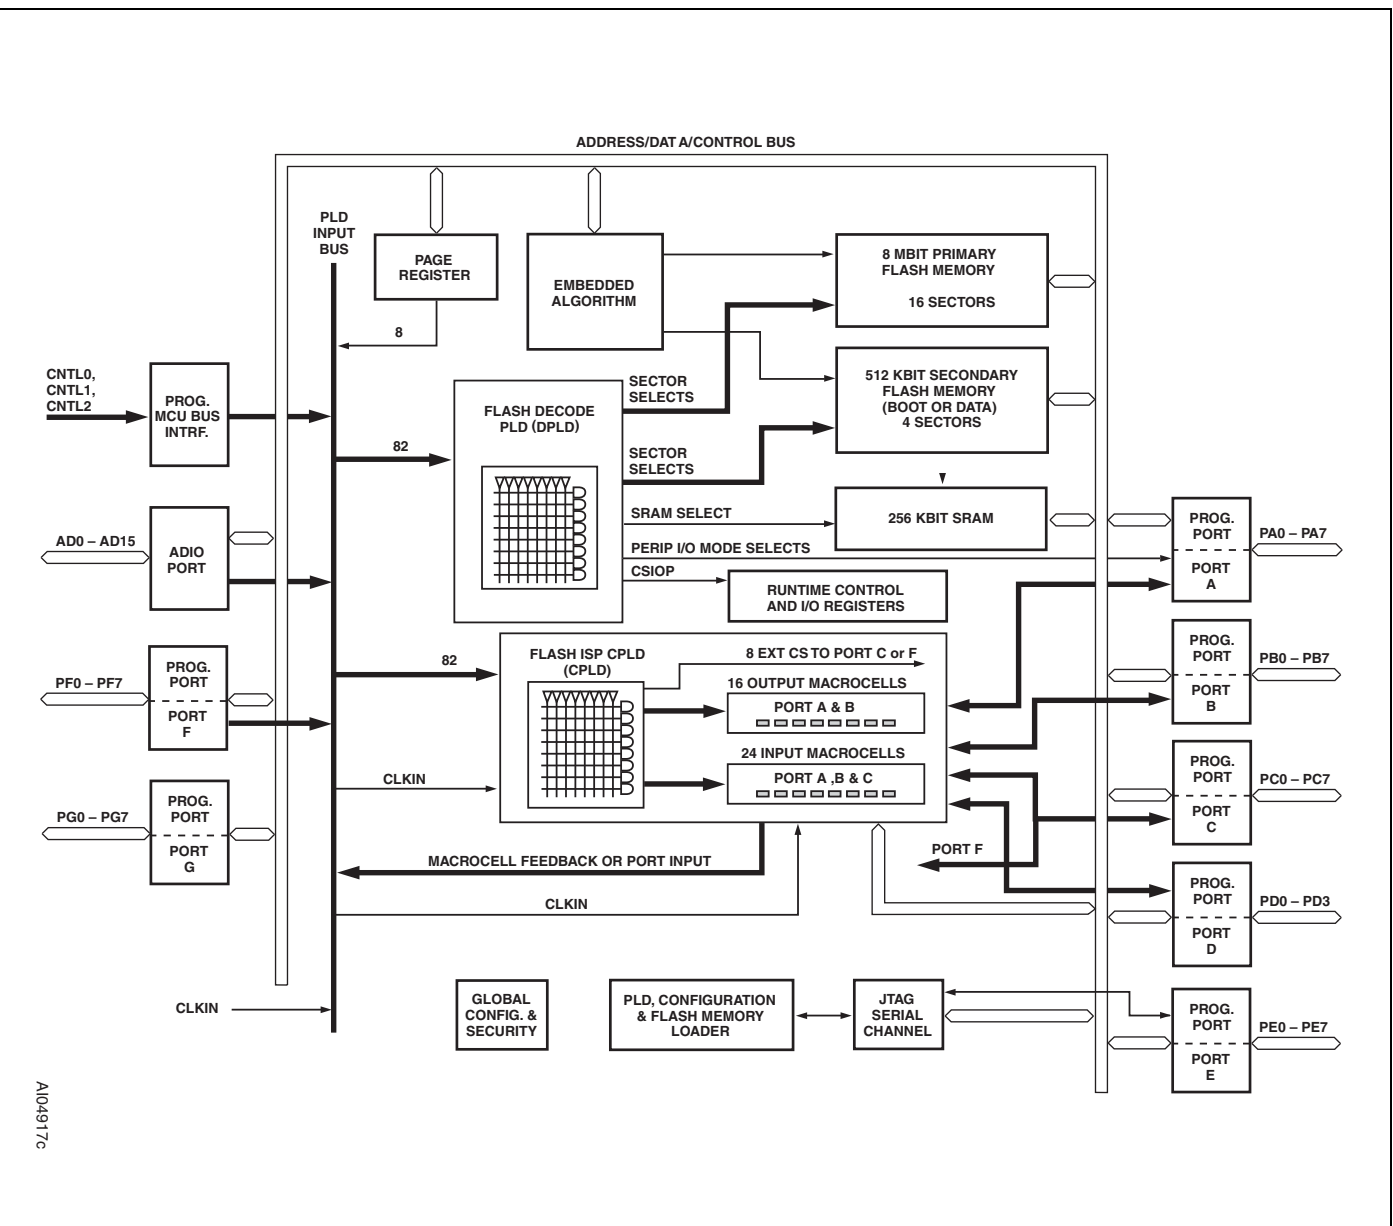 ADDRESS/DATA/CONTROL BUS
PLD
INPUT
BUS
PAGE
REGISTER
8
EMBEDDED
ALGORITHM
8 MBIT PRIMARY
FLASH MEMORY
16 SECTORS
CNTL0,
CNTL1,
CNTL2
PROG.
MCU BUS
INTRF.
SECTOR
SELECTS
512 KBIT SECONDARY
FLASH MEMORY
(BOOT OR DATA)
4 SECTORS
FLASH DECODE
PLD (DPLD)
82
SECTOR
SELECTS
SRAM SELECT
256 KBIT SRAM
PERIP I/O MODE SELECTS
CSIOP
RUNTIME CONTROL
AND I/O REGISTERS
AD0 – AD15
ADIO
PORT
PROG.
PORT
PORT
A
PA0 – PA7
PF0 – PF7
PROG.
PORT
PORT
F
82
FLASH ISP CPLD
(CPLD)
8 EXT CS TO PORT C or F
16 OUTPUT MACROCELLS
PORT A & B
24 INPUT MACROCELLS
PORT A ,B & C
CLKIN
PROG.
PORT
PORT
B
PB0 – PB7
PG0 – PG7
PROG.
PORT
PORT
G
PROG.
PORT
PORT
C
PC0 – PC7
MACROCELL FEEDBACK OR PORT INPUT
PORT F
CLKIN
PROG.
PORT
PORT
D
PD0 – PD3
CLKIN
GLOBAL
CONFIG. &
SECURITY
PLD, CONFIGURATION
& FLASH MEMORY
LOADER
JTAG
SERIAL
CHANNEL
PROG.
PORT
PORT
E
PE0 – PE7
AI04917c